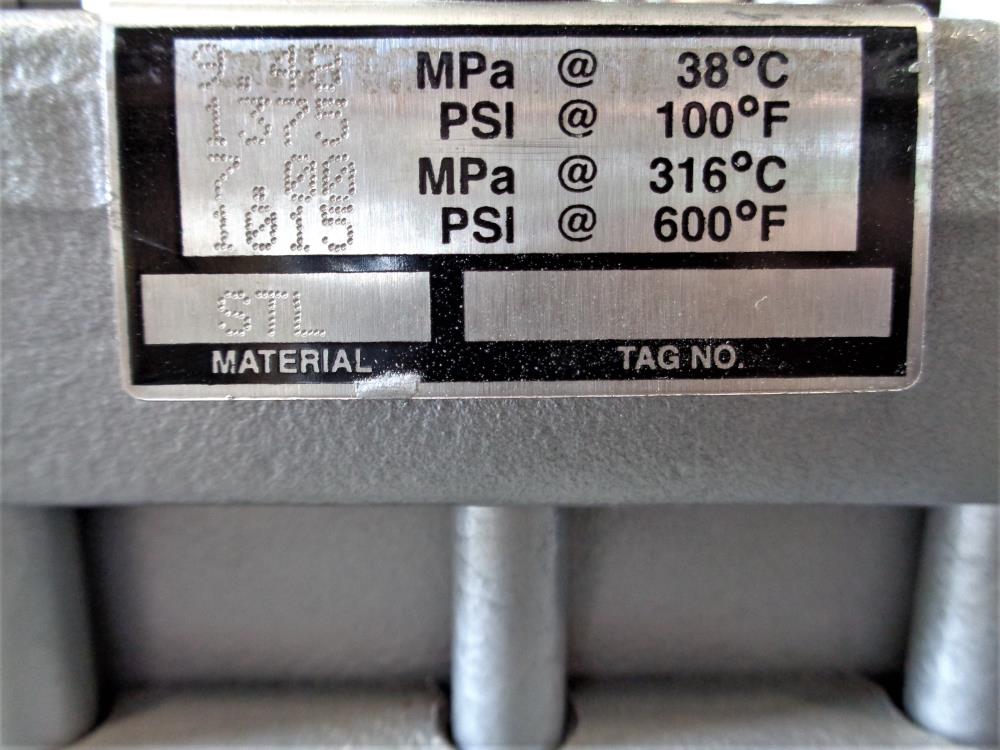 9.48 MPa @ 38°C
1375 PSI @ 100°F
7.00 MPa @ 316°C
1015 PSI @ 600°F
STL
MATERIAL TAG NO.